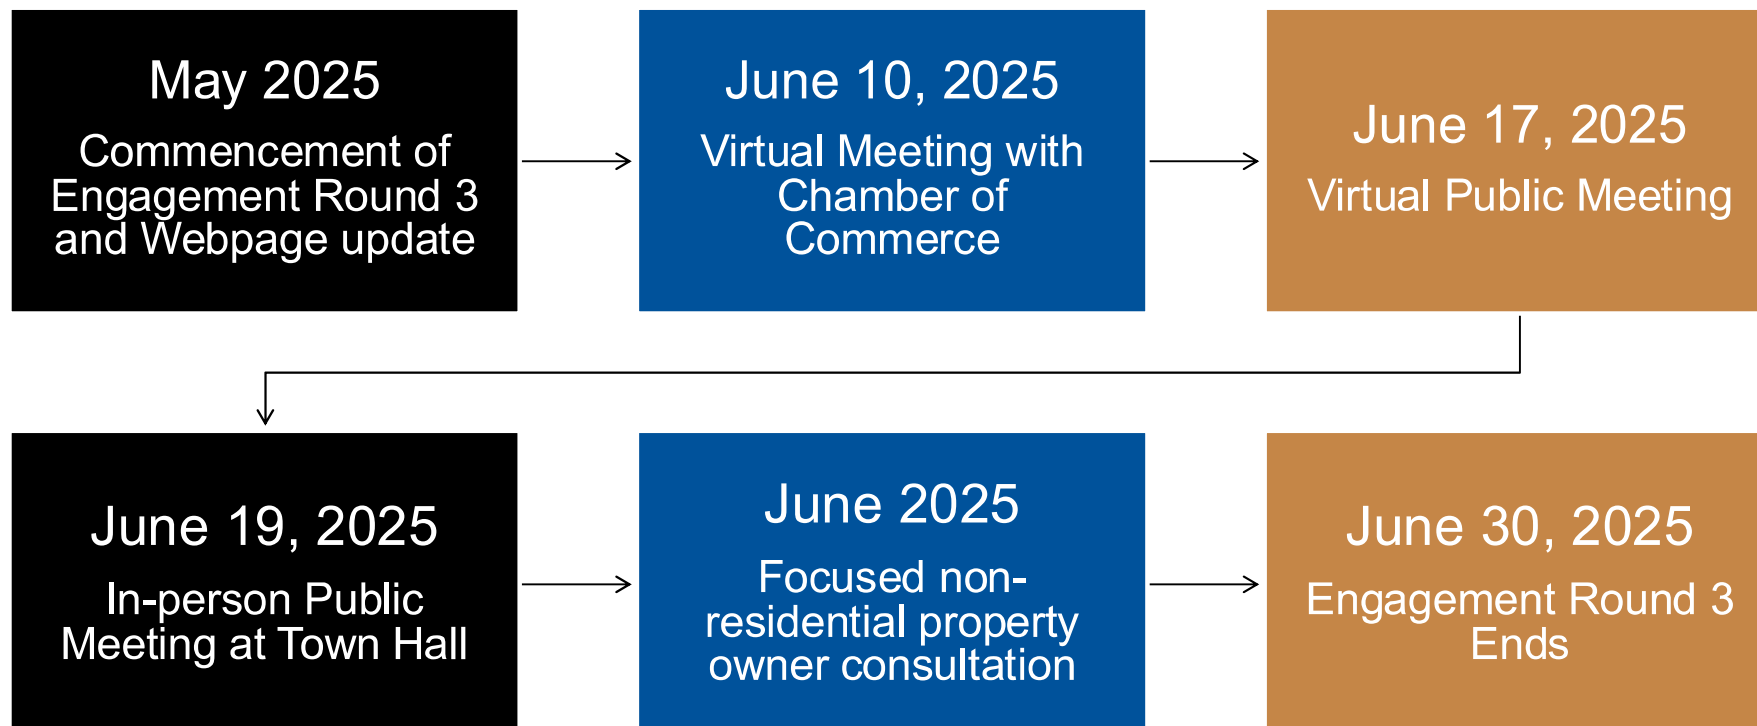 May 2025
Commencement of
Engagement Round 3
and Webpage update
June 10, 2025
Virtual Meeting with
Chamber of
Commerce
June 17, 2025
Virtual Public Meeting
June 19, 2025
In-person Public
Meeting at Town Hall
June 2025
Focused non-
residential property
owner consultation
June 30, 2025
Engagement Round 3
Ends